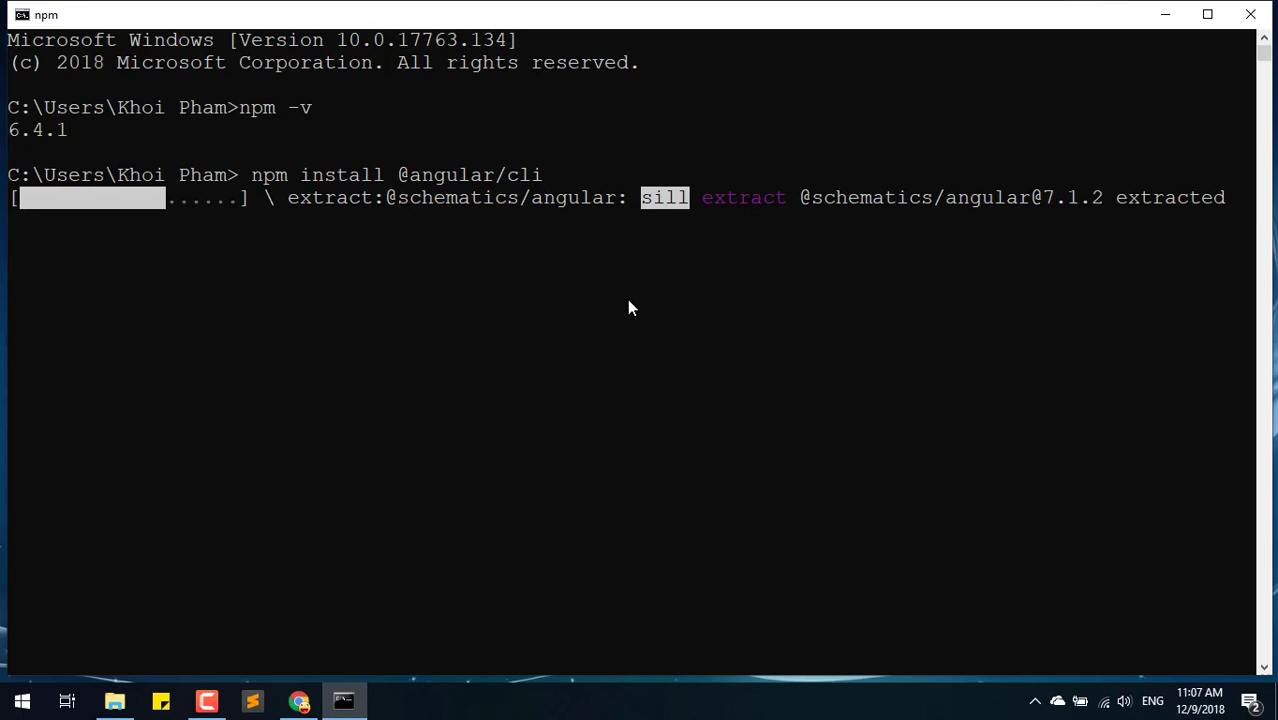 npm
Microsoft Windows [Version 10.0.17763.134]
(c) 2018 Microsoft Corporation. All rights reserved.
C:\Users\Khoi Pham>npm -v
6.4.1
C:\Users\Khoi Pham> npm install @angular/cli
[ ......] \ extract:@schematics/angular: sill extract @schematics/angular@7.1.2 extracted
ENG
11:07 AM
12/9/2018
2